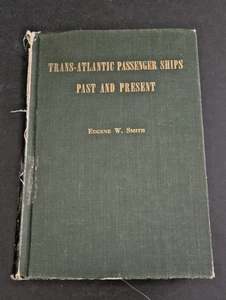 TRANS-ATLANTIC PASSENGER SHIPS
PAST AND PRESENT
EUGENE W. SMITH